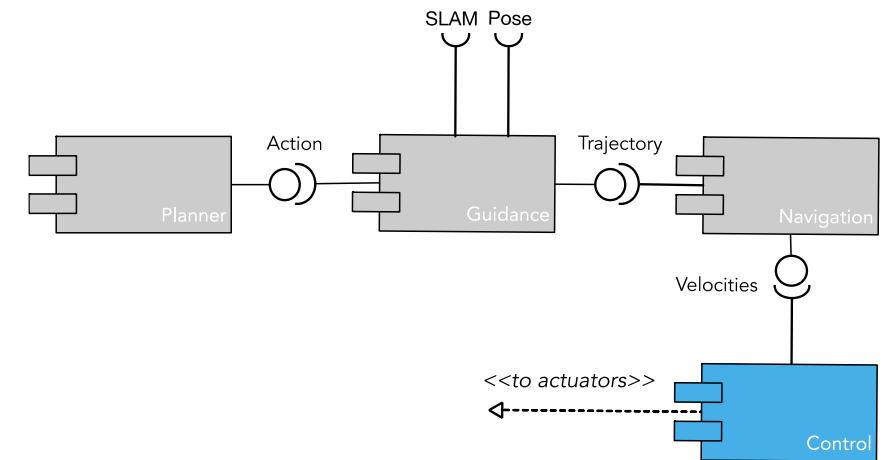 SLAM Pose
Action
Trajectory
Planner
Guidance
Navigation
Velocities
<<to actuators>>
Control